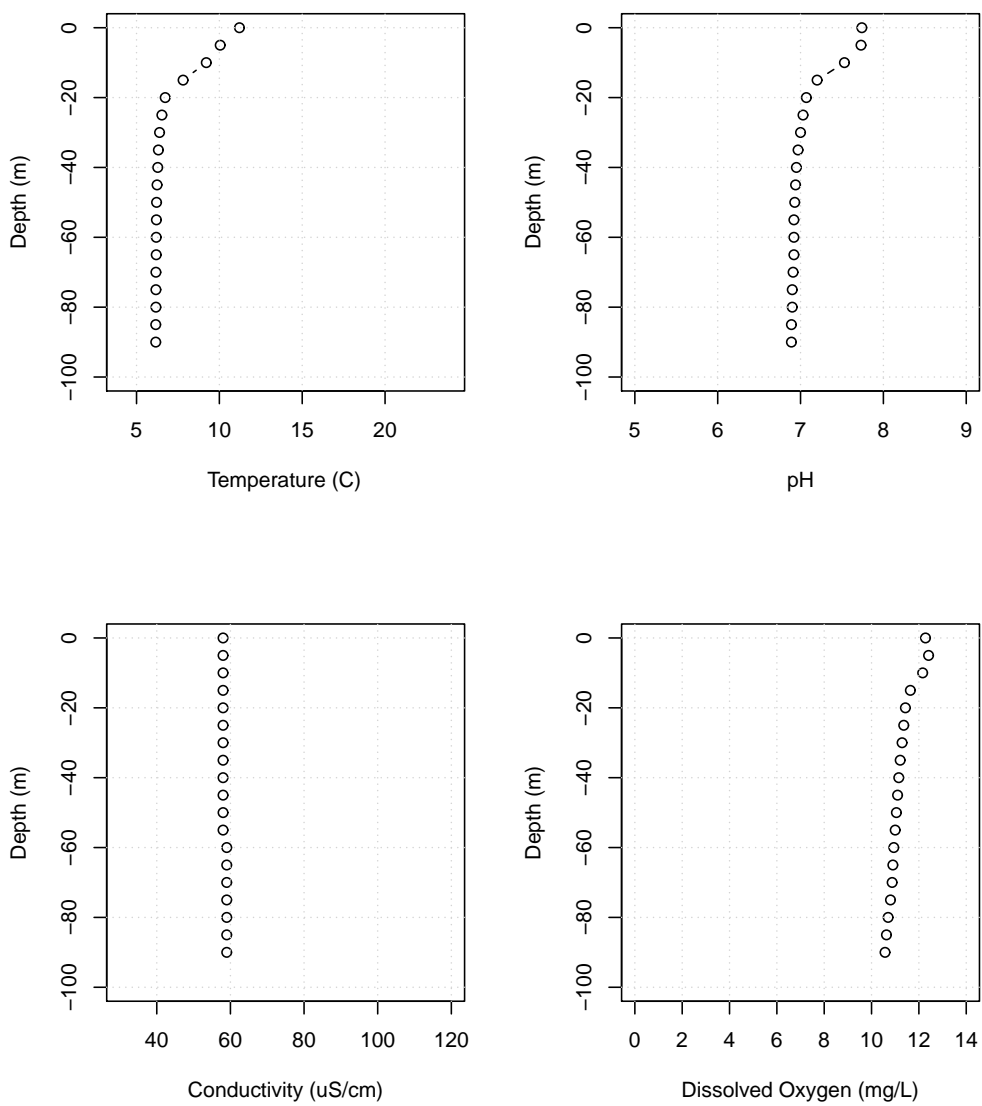 0
−20
−40
−60
−80
−100
Depth (m)
5 10 15 20
Temperature (C)
0
−20
−40
−60
−80
−100
Depth (m)
5 6 7 8 9
pH
0
−20
−40
−60
−80
−100
Depth (m)
40 60 80 100 120
Conductivity (uS/cm)
0
−20
−40
−60
−80
−100
Depth (m)
0 2 4 6 8 10 12 14
Dissolved Oxygen (mg/L)